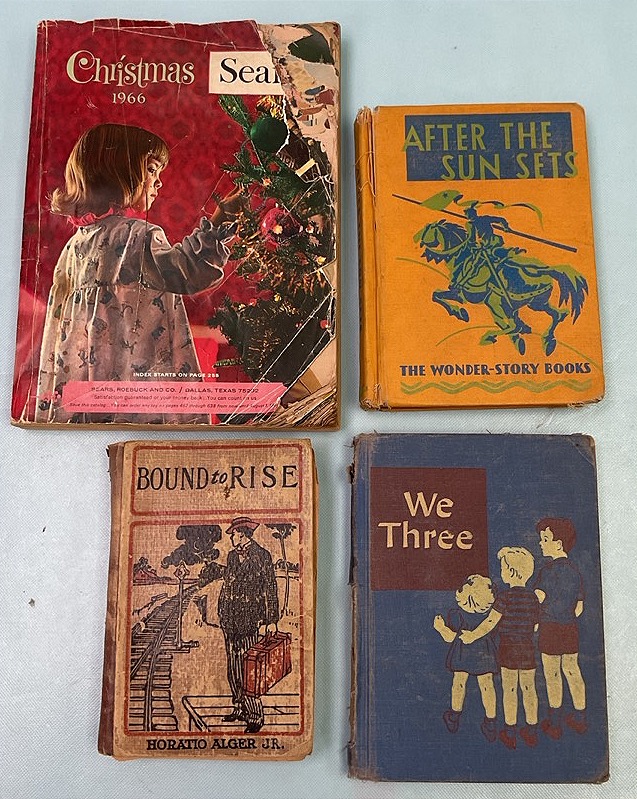 Christmas
1966
Sear
INDEX STARTS ON PAGE 255
SEARS, ROEBUCK AND CO. / DALLAS, TEXAS 75202
"Satisfaction guaranteed or your money back." You can count on us.
AFTER THE
SUN SETS
THE WONDER-STORY BOOKS
BOUND to RISE
HORATIO ALGER JR.
We
Three